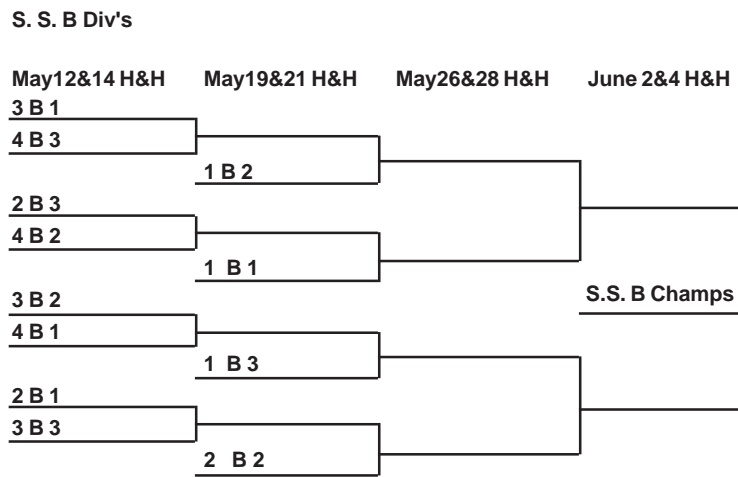 S. S. B Div's
May12&14 H&H May19&21 H&H May26&28 H&H June 2&4 H&H
3 B 1
4 B 3
1 B 2
2 B 3
4 B 2
1 B 1
S.S. B Champs
3 B 2
4 B 1
1 B 3
2 B 1
3 B 3
2 B 2